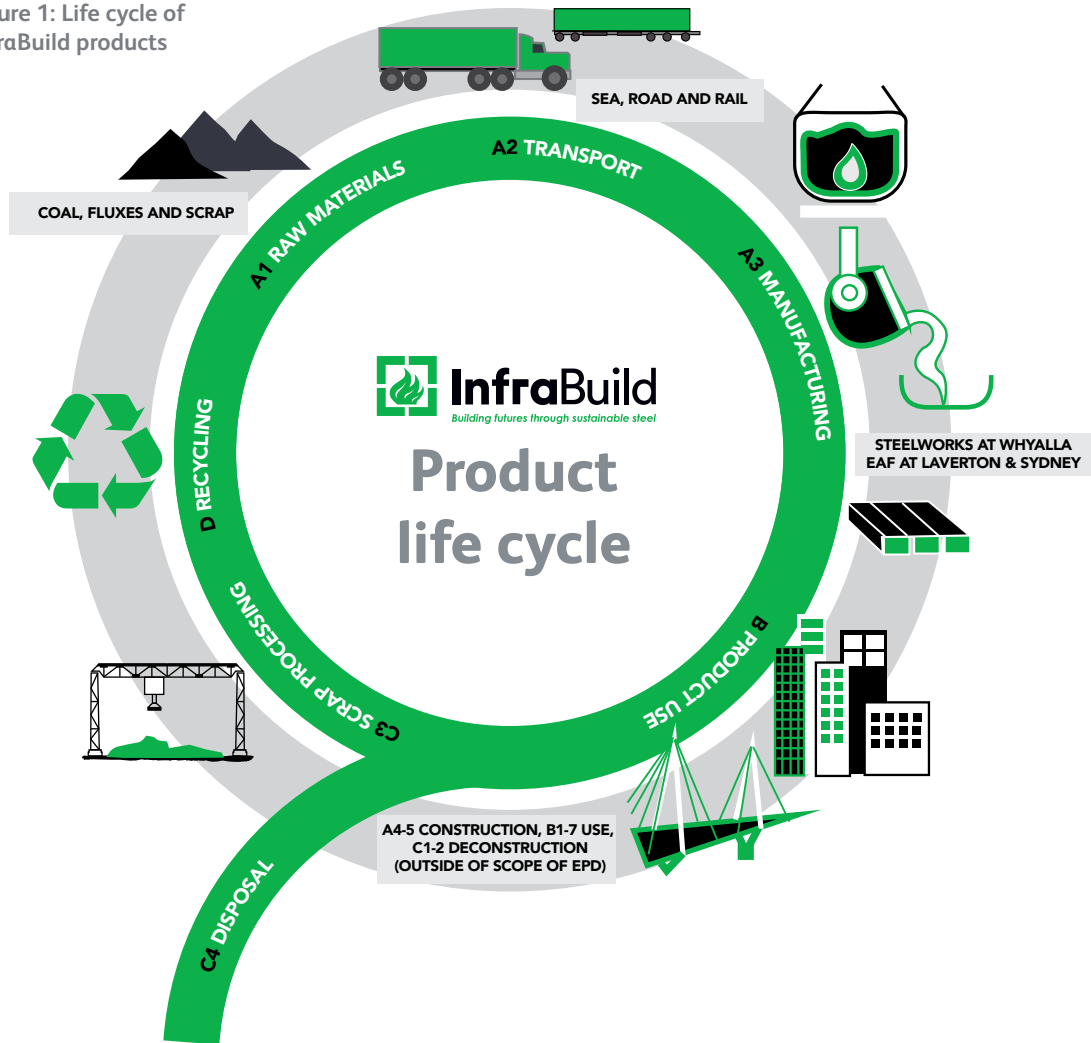 ure 1: Life cycle of
raBuild products
SEA, ROAD AND RAIL
A2 TRANSPORT
COAL, FLUXES AND SCRAP
A1 RAW MATERIALS
A3 MANUFACTURING
InfraBuild
Building futures through sustainable steel
Product
life cycle
STEELWORKS AT WHYALLA
EAF AT LAVERTON & SYDNEY
D RECYCLING
B PRODUCT USE
C3 SCRAP PROCESSING
A4-5 CONSTRUCTION, B1-7 USE,
C1-2 DECONSTRUCTION
(OUTSIDE OF SCOPE OF EPD)
C4 DISPOSAL